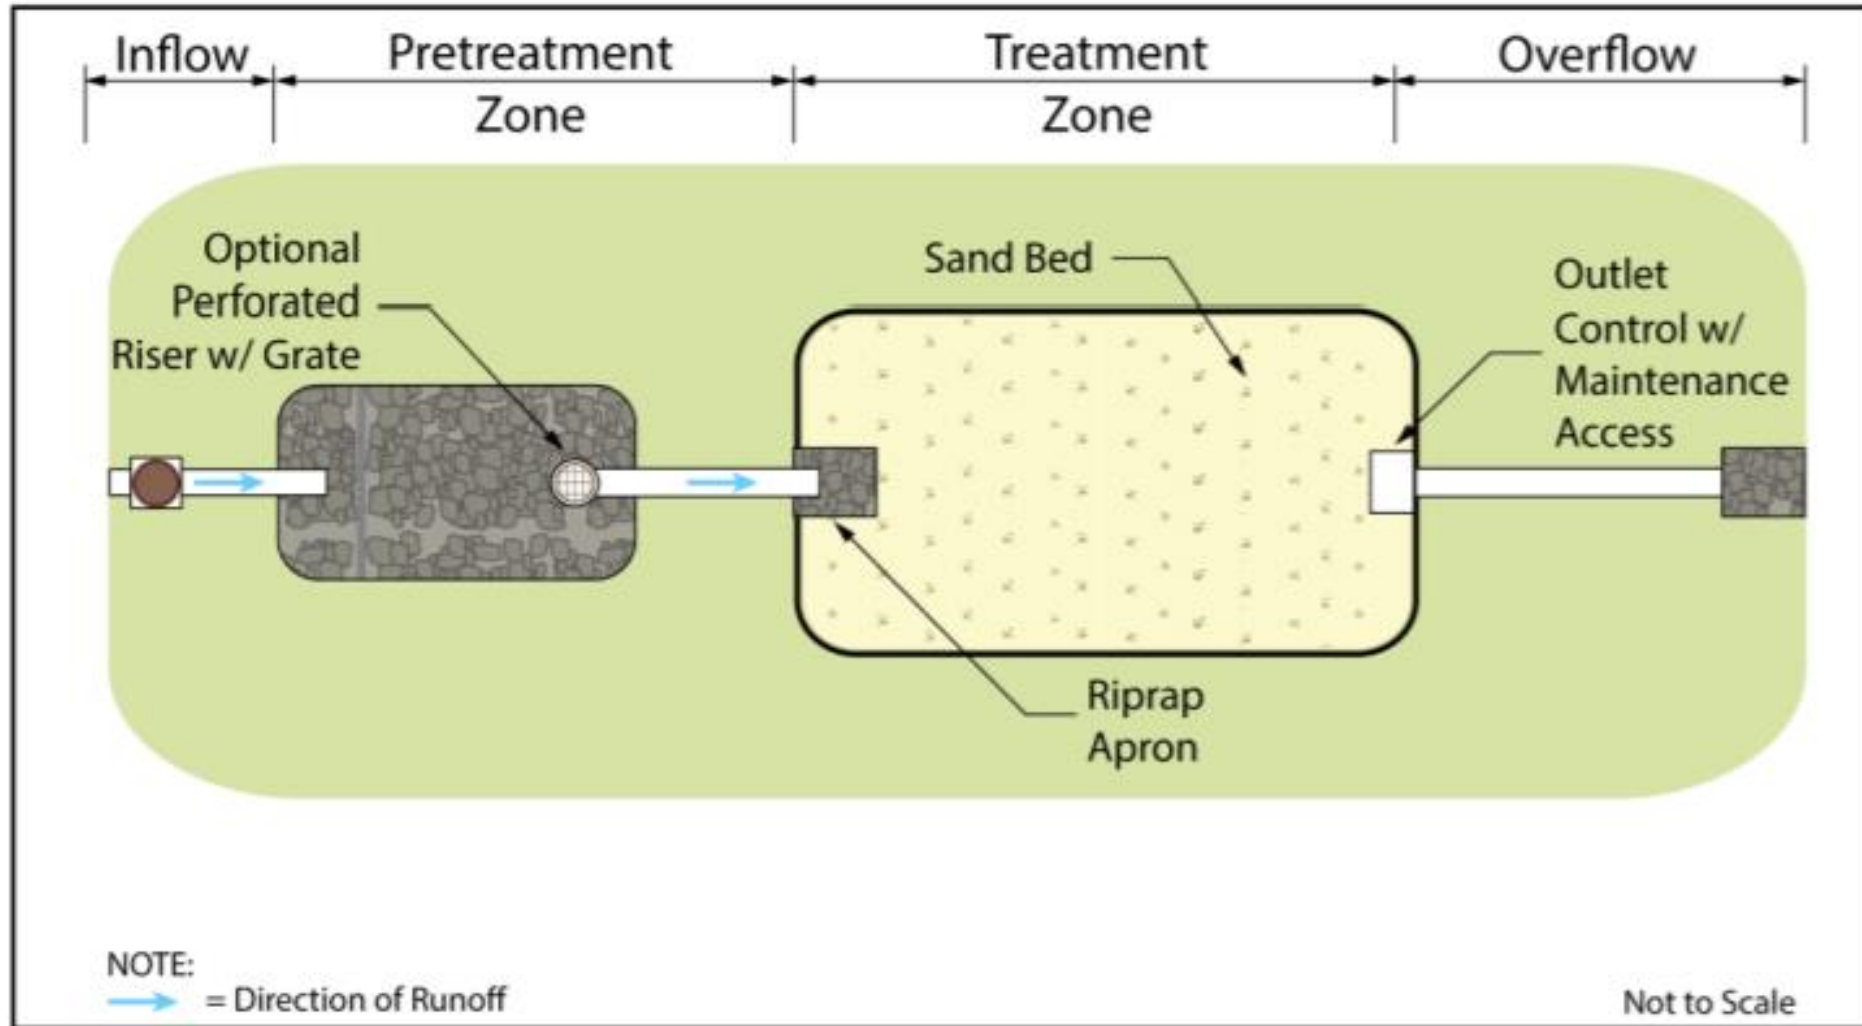 Inflow
Pretreatment
Zone
Treatment
Zone
Overflow
Optional
Perforated
Riser w/ Grate
Sand Bed
Outlet
Control w/
Maintenance
Access
Riprap
Apron
NOTE:
= Direction of Runoff
Not to Scale